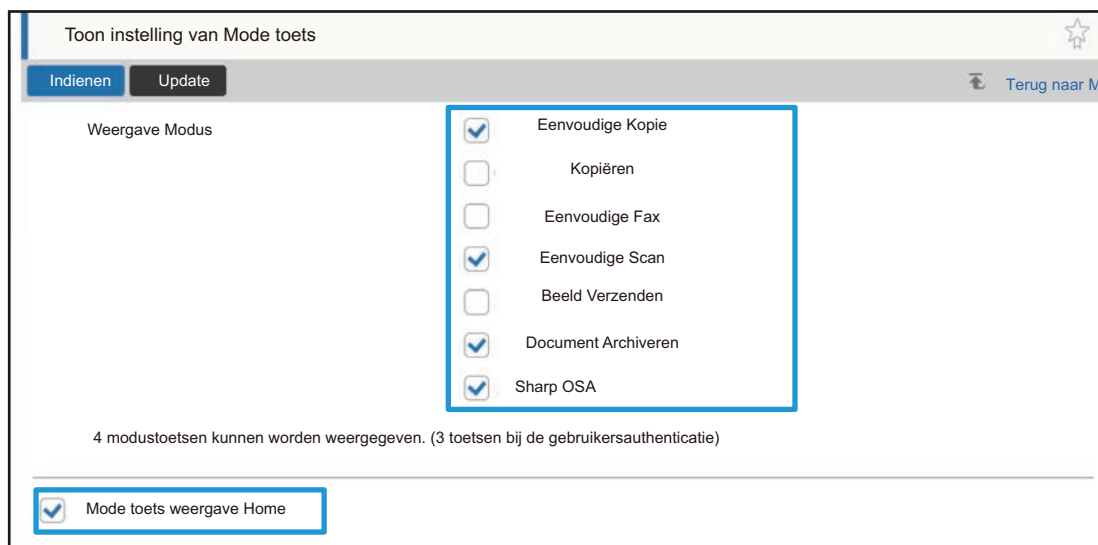 Toon instelling van Mode toets
Indienen Update Terug naar M
Weergave Modus
Eenvoudige Kopie
Kopiëren
Eenvoudige Fax
Eenvoudige Scan
Beeld Verzenden
Document Archiveren
Sharp OSA
4 modustoetsen kunnen worden weergegeven. (3 toetsen bij de gebruikersauthenticatie)
Mode toets weergave Home